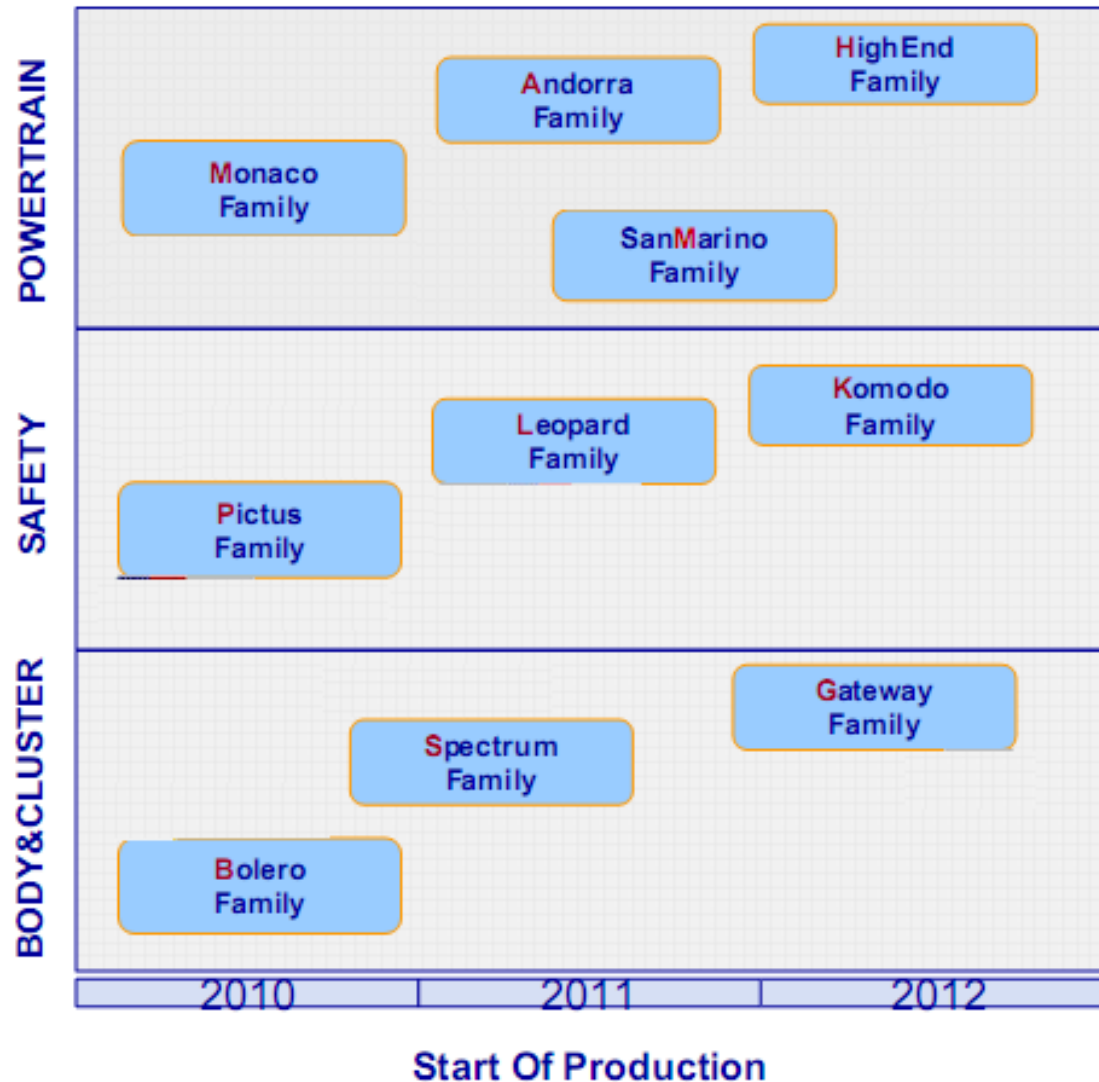 POWERTRAIN
HighEnd
Family
Andorra
Family
Monaco
Family
SanMarino
Family
SAFETY
Komodo
Family
Leopard
Family
Pictus
Family
BODY&CLUSTER
Gateway
Family
Spectrum
Family
Bolero
Family
2010 2011 2012
Start Of Production